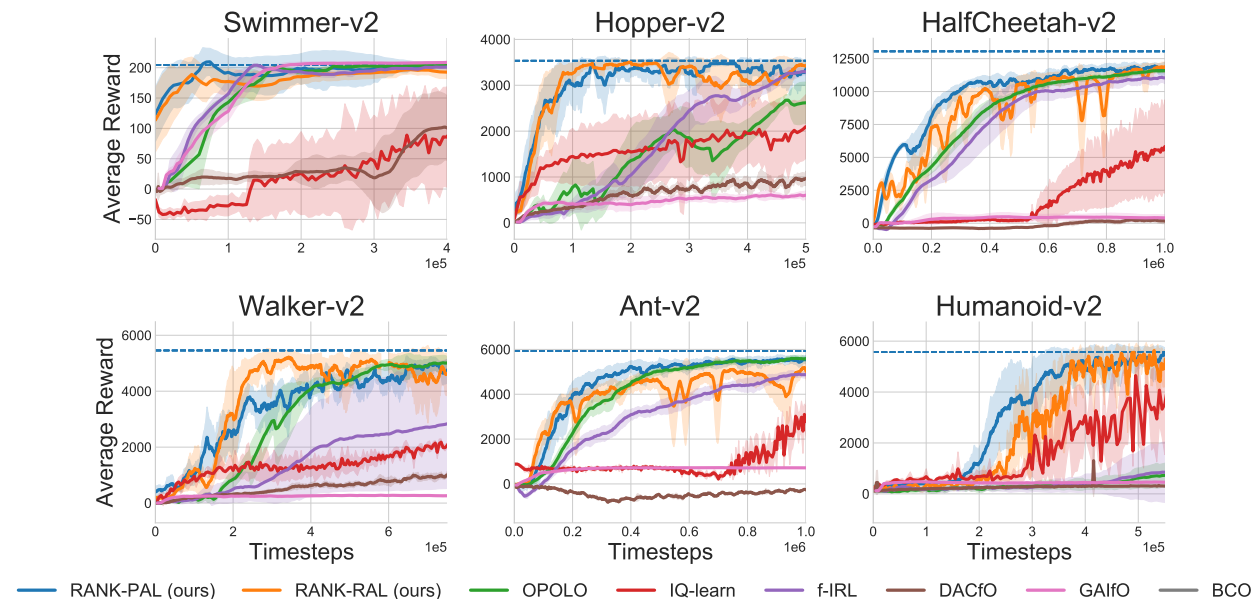 Swimmer-v2 Hopper-v2 HalfCheetah-v2
Average Reward
200
150
100
50
0
−50
0 1 2 3 4
1e5
4000
3000
2000
1000
0
0 1 2 3 4 5
1e5
12500
10000
7500
5000
2500
0
0.0 0.2 0.4 0.6 0.8 1.0
1e6
Walker-v2 Ant-v2 Humanoid-v2
Average Reward
6000
4000
2000
0
2 4 6
1e5
Timesteps
6000
4000
2000
0
0.0 0.2 0.4 0.6 0.8 1.0
1e6
Timesteps
6000
4000
2000
0
0 1 2 3 4 5
1e5
Timesteps
RANK-PAL (ours) RANK-RAL (ours) OPOLO IQ-learn f-IRL DACfO GAIfO BCO